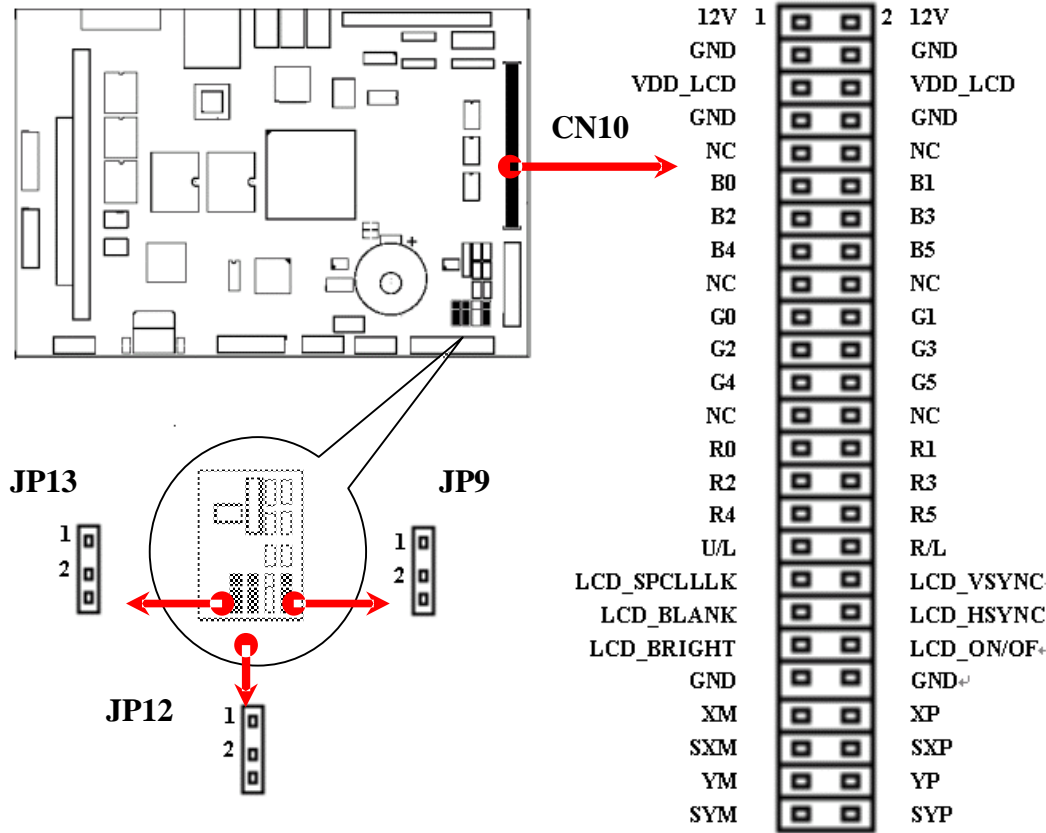 12V 1 2 12V
GND GND
VDD_LCD VDD_LCD
GND GND
CN10
NC NC
B0 B1
B2 B3
B4 B5
NC NC
G0 G1
G2 G3
G4 G5
NC NC
R0 R1
R2 R3
R4 R5
U/L R/L
LCD_SPCLLLK LCD_VSYNC
LCD_BLANK LCD_HSYNC
LCD_BRIGHT LCD_ON/OF
GND GND
XM XP
SXM SXP
YM YP
SYM SYP
+
JP13
1
2
JP9
1
2
JP12
1
2